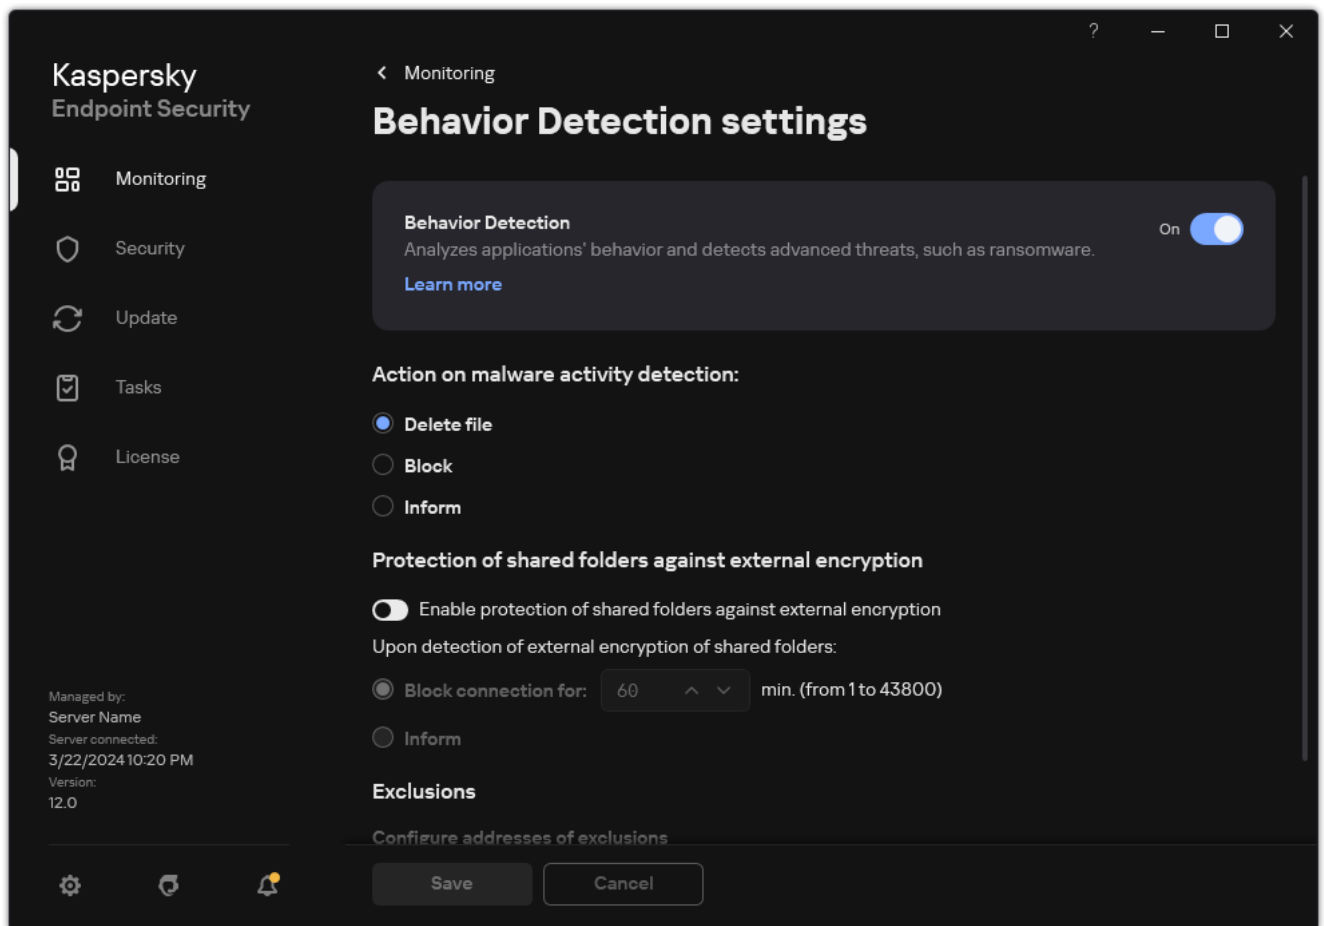 ?
Kaspersky
Endpoint Security
Monitoring
Security
Update
Tasks
License
Managed by:
Server Name
Server connected:
3/22/2024 10:20 PM
Version:
12.0
Monitoring
Behavior Detection settings
Behavior Detection
Analyzes applications' behavior and detects advanced threats, such as ransomware.
Learn more
On
Action on malware activity detection:
Delete file
Block
Inform
Protection of shared folders against external encryption
Enable protection of shared folders against external encryption
Upon detection of external encryption of shared folders:
Block connection for: 60 min. (from 1 to 43800)
Inform
Exclusions
Configure addresses of exclusions
Save Cancel